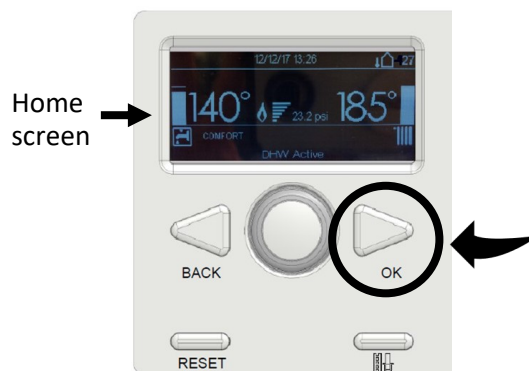 12/12/17 13:26
27
Home
screen
140°
23.2 psi
185°
COMFORT
DHW Active
BACK
OK
RESET